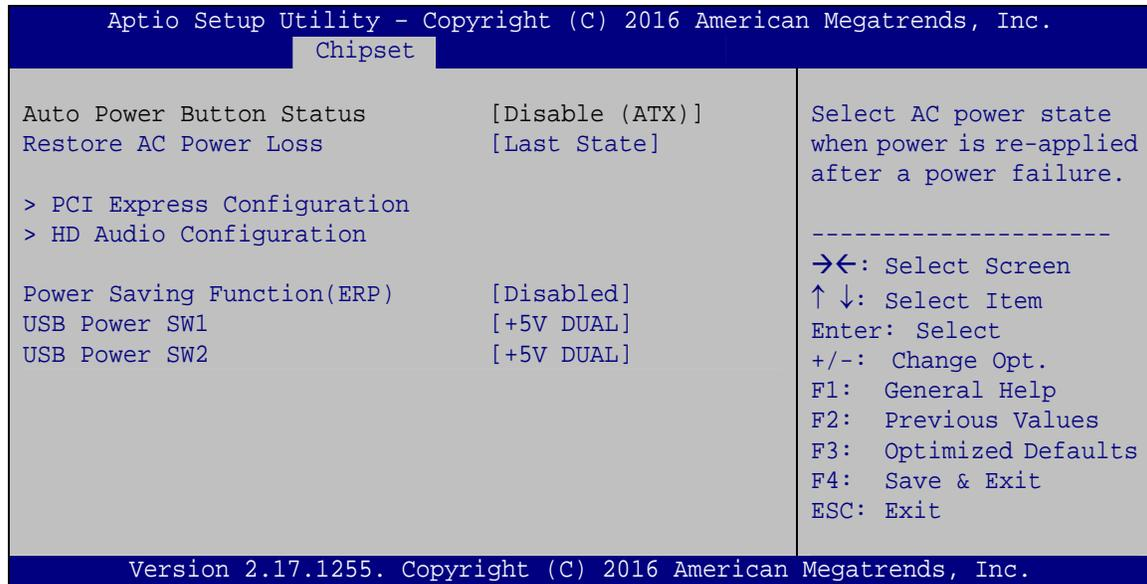 Aptio Setup Utility – Copyright (C) 2016 American Megatrends, Inc.
Chipset
Auto Power Button Status [Disable (ATX)]
Restore AC Power Loss [Last State]
> PCI Express Configuration
> HD Audio Configuration
Power Saving Function(ERP) [Disabled]
USB Power SW1 [+5V DUAL]
USB Power SW2 [+5V DUAL]
Select AC power state
when power is re-applied
after a power failure.
---------------------
→←: Select Screen
↑ ↓: Select Item
Enter: Select
+/-: Change Opt.
F1: General Help
F2: Previous Values
F3: Optimized Defaults
F4: Save & Exit
ESC: Exit
Version 2.17.1255. Copyright (C) 2016 American Megatrends, Inc.